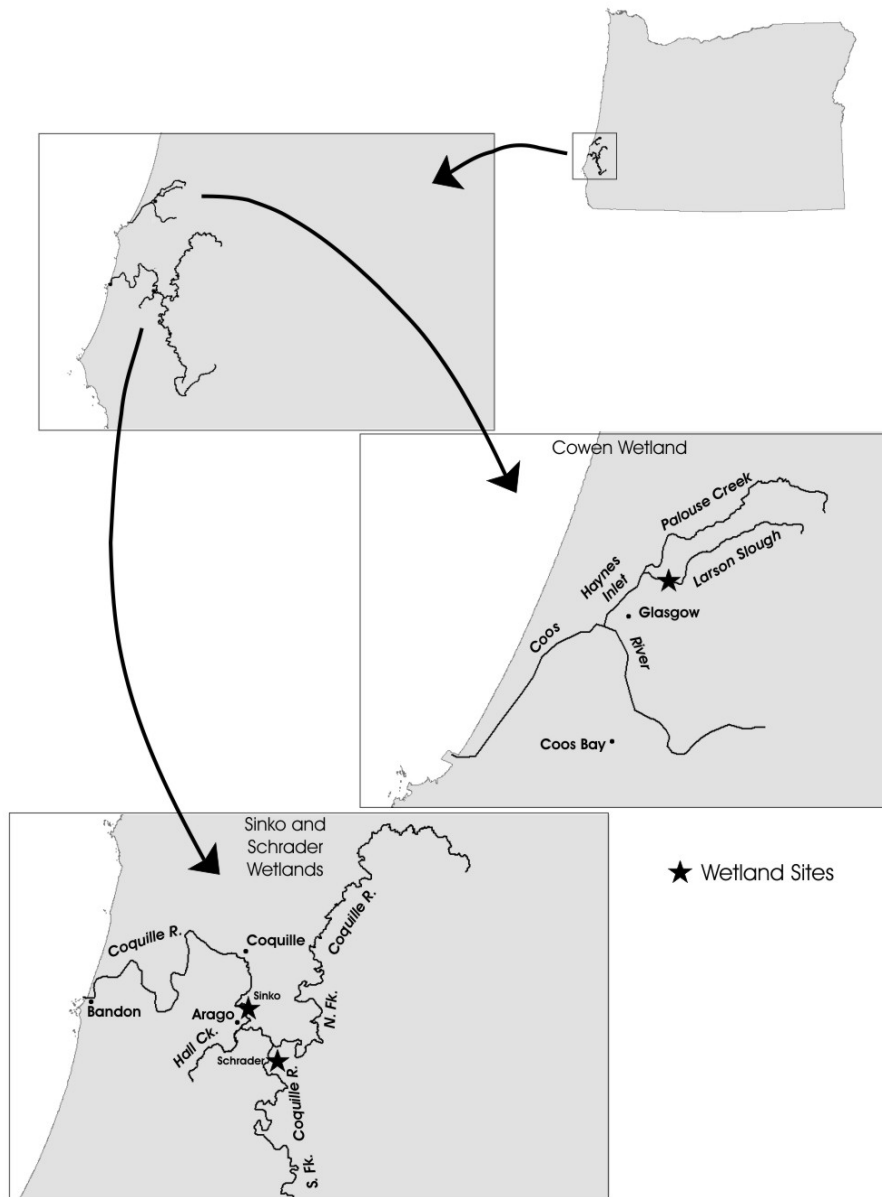 Cowen Wetland
Palouse Creek
Larson Slough
Haynes
Inlet
Glasgow
Coos
River
Coos Bay
Sinko and
Schrader
Wetlands
Wetland Sites
Coquille R.
Coquille R.
Coquille
Sinko
Bandon
Arago
N. Fk.
Hall Ck.
Schrader
Coquille R.
S. Fk.